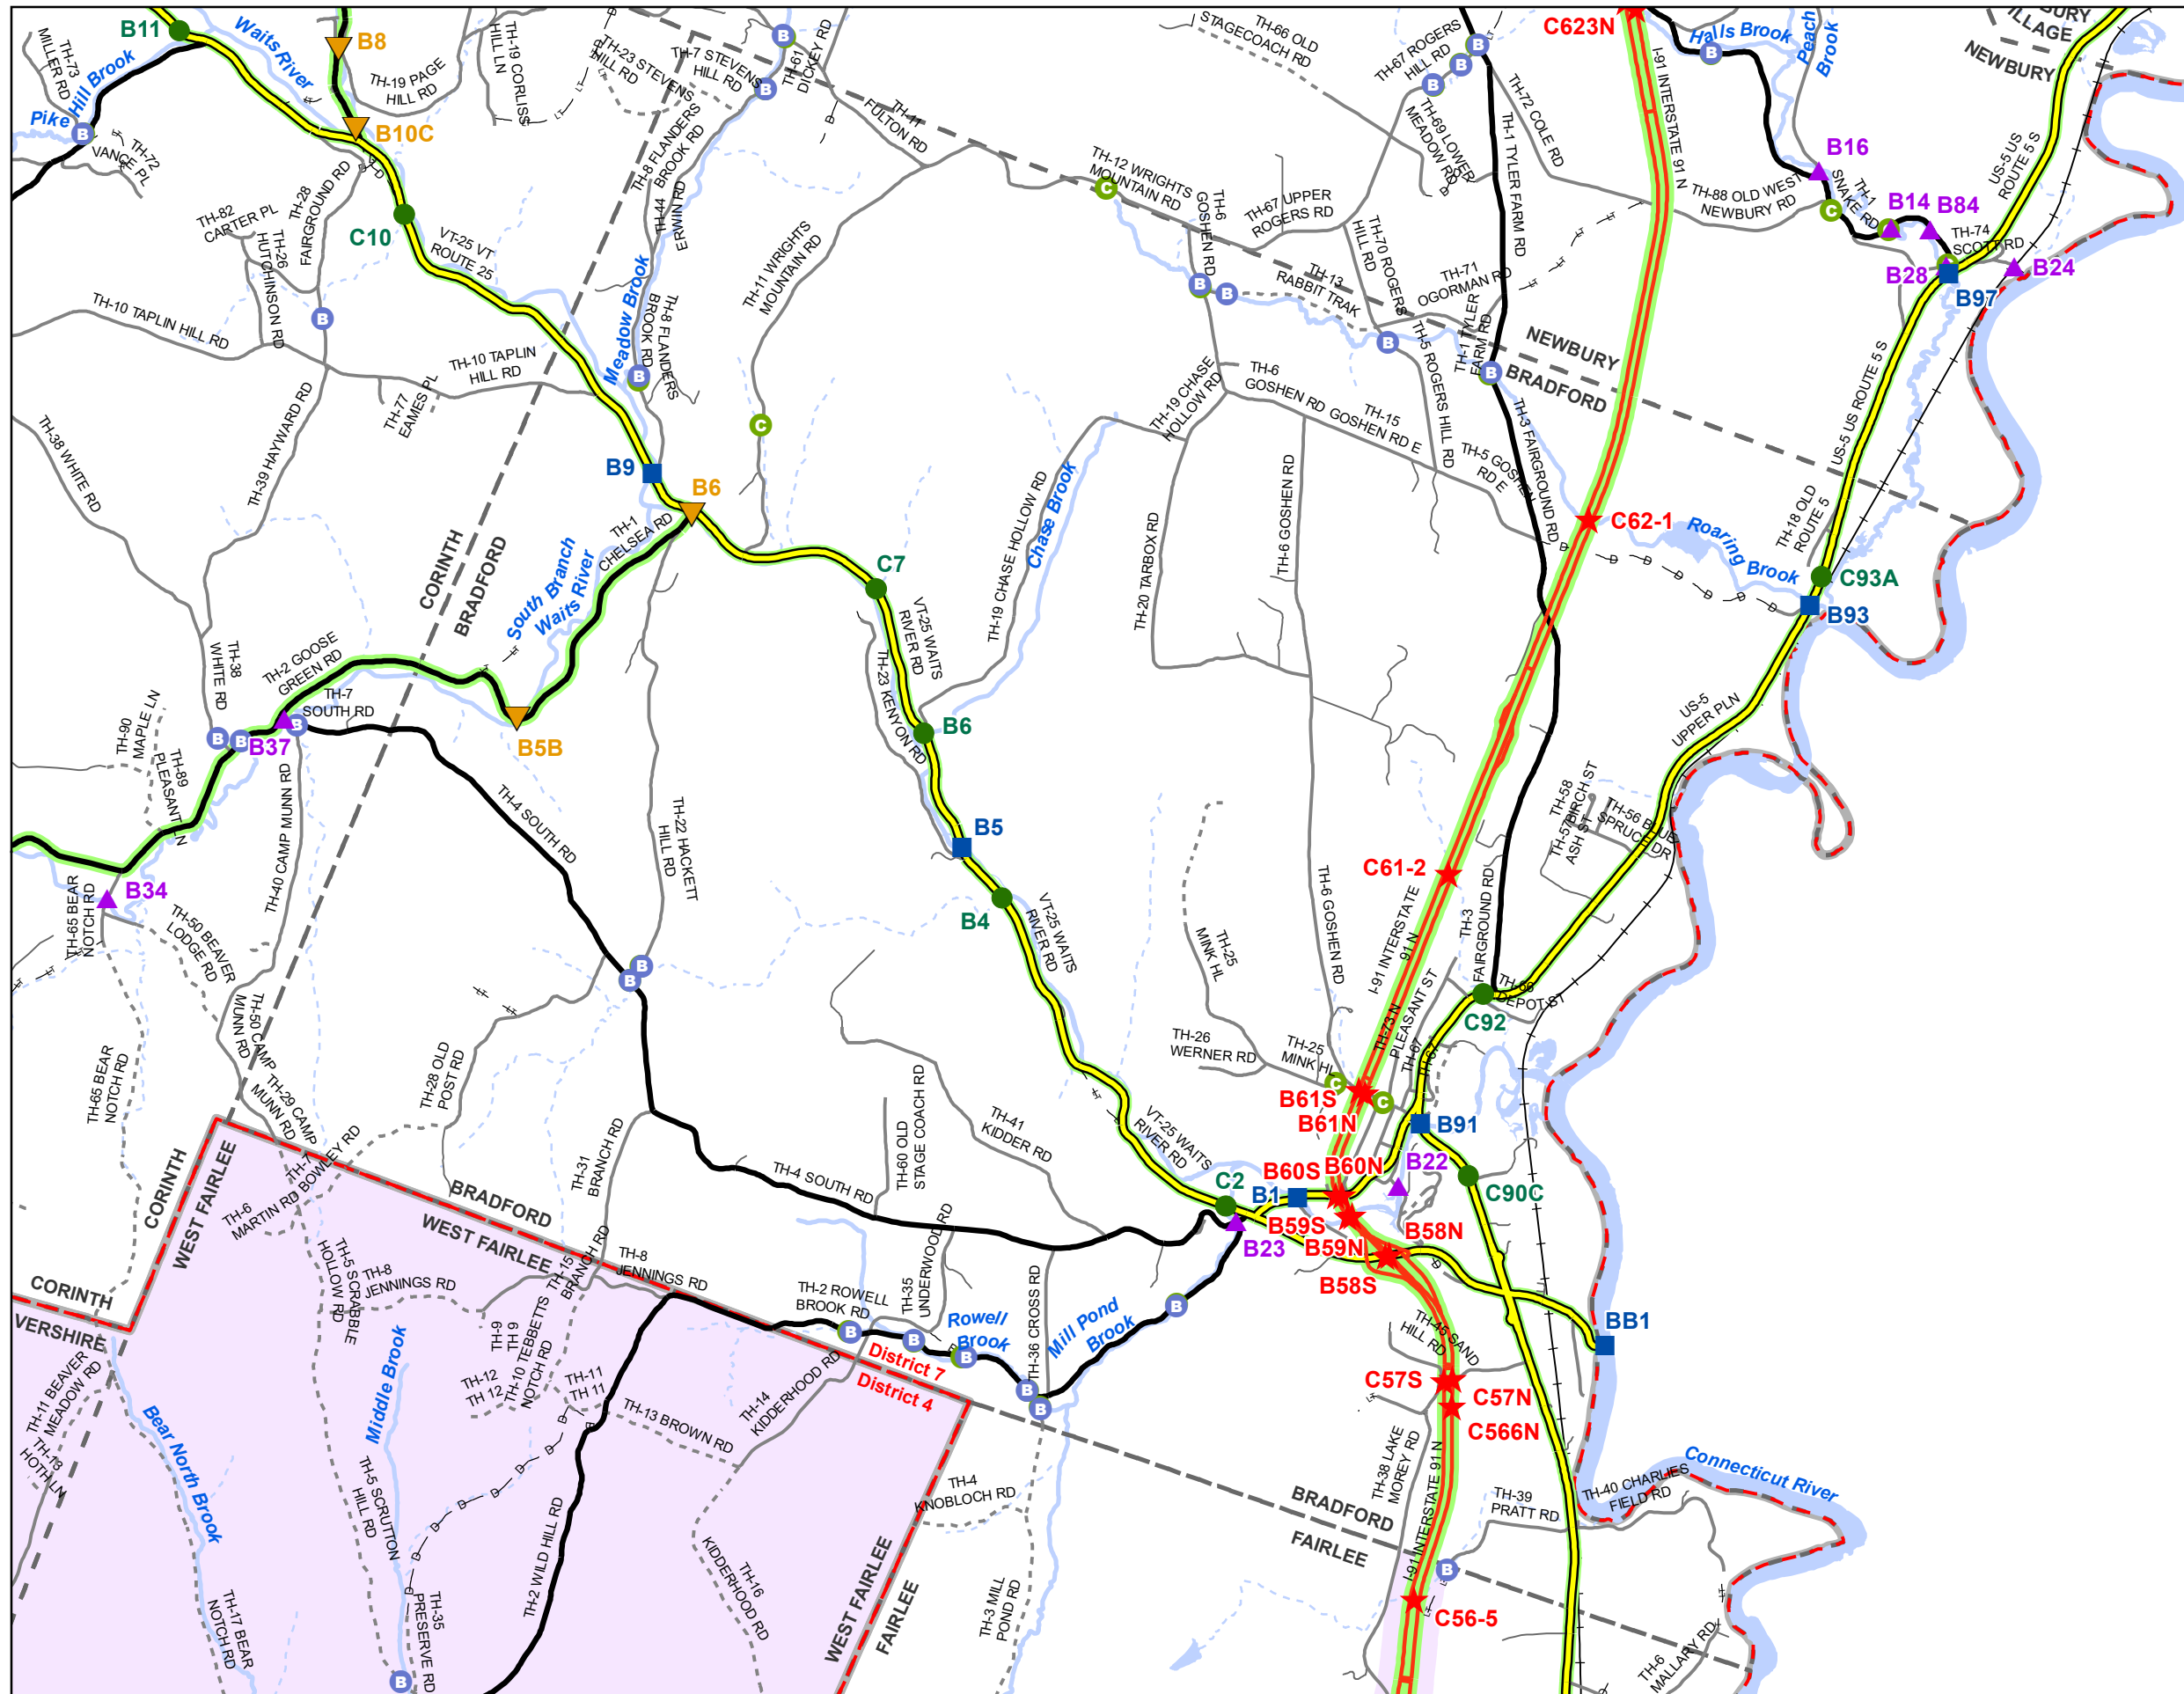 B11
Waits River
B8
TH-73
MILLER RD
Pike Hill Brook
TH-19 PAGE
HILL RD
TH-19 CORLISS
HILL LN
TH-23 STEVENS
HILL RD
TH-7 STEVENS
HILL RD
TH-61
DICKEY RD
TH-11
FULTON RD
STAGECOACH RD
TH-66 OLD
TH-67 ROGERS
HILL RD
C623N
I-91 INTERSTATE 91 N
Halls Brook
Peach
Brook
NEWBURY
B10C
TH-72
VANCE PL
TH-28
FAIRGROUND RD
TH-82
CARTER PL
TH-26
HUTCHINSON RD
C10
VT-25 VT
ROUTE 25
TH-8 FLANDERS
BROOK RD
TH-44
ERWIN RD
Meadow Brook
TH-8 FLANDERS
BROOK RD
TH-11 WRIGHTS
MOUNTAIN RD
TH-12 WRIGHTS
MOUNTAIN RD
TH-6
GOSHEN RD
TH-67 UPPER
ROGERS RD
TH-69 LOWER
MEADOW RD
TH-72 COLE RD
TH-1 TYLER FARM RD
TH-70 ROGERS
HILL RD
TH-71
OGORMAN RD
TH-13
RABBIT TRAK
TH-88 OLD WEST
NEWBURY RD
B16
TH-1
SNAKE RD
B14
B84
TH-74
SCOTT RD
B28
B24
B97
US-5 US
ROUTE 5 S
TH-10 TAPLIN HILL RD
TH-10 TAPLIN
HILL RD
TH-77
EAMES PL
TH-38 WHITE RD
TH-39 HAYWARD RD
TH-19 CHASE
HOLLOW RD
TH-6
GOSHEN RD
TH-15
GOSHEN RD E
TH-5 ROGERS HILL RD
TH-5 GOSHEN
RD E
TH-1 TYLER
FARM RD
NEWBURY
BRADFORD
TH-3 FAIRGROUND RD
US-5 US ROUTE 5 S
B9
B6
TH-1
CHELSEA RD
CORINTH
BRADFORD
South Branch
Waits River
C7
TH-19 CHASE HOLLOW RD
Chase Brook
TH-20 TARBOX RD
TH-6 GOSHEN RD
C62-1
Roaring Brook
TH-18 OLD
ROUTE 5
C93A
B93
TH-38
WHITE RD
TH-2 GOOSE
GREEN RD
TH-7
SOUTH RD
TH-90
MAPLE LN
TH-89
PLEASANT LN
B37
B5B
TH-23 KENYON RD
VT-25 WAITS
RIVER RD
B6
US-5
UPPER PLN
TH-40 CAMP MUNN RD
TH-4 SOUTH RD
TH-22 HACKETT
HILL RD
B5
B4
VT-25 WAITS
RIVER RD
TH-58
BIRCH ST
TH-57
ASH ST
TH-56 BLUE
SPRUCE DR
B34
TH-65 BEAR
NOTCH RD
TH-50 BEAVER
LODGE RD
TH-50 CAMP
MUNN RD
TH-25
MINK HL
TH-6 GOSHEN RD
C61-2
I-91 INTERSTATE
91 N
TH-3
FAIRGROUND RD
TH-66
DEPOT ST
C92
TH-65 BEAR
NOTCH RD
TH-29 CAMP
MUNN RD
TH-28 OLD
POST RD
TH-26
WERNER RD
TH-25
MINK HL
TH-73 N
PLEASANT ST
TH-67
TH-67
B61S
B61N
B91
TH-7
TH-6
MARTIN RD BOWLEY RD
TH-31
BRANCH RD
TH-60 OLD
STAGE COACH RD
TH-41
KIDDER RD
VT-25 WAITS
RIVER RD
TH-4 SOUTH RD
B60S
B60N
B22
C90C
C2
B1
B23
B59S
B59N
B58N
B58S
BB1
CORINTH
WEST FAIRLEE
BRADFORD
WEST FAIRLEE
TH-5 SCRABBLE
HOLLOW RD
TH-8
JENNINGS RD
TH-15
BRANCH RD
TH-8
JENNINGS RD
TH-2 ROWELL
BROOK RD
TH-35
UNDERWOOD RD
Rowell
Brook
TH-36 CROSS RD
Mill Pond
Brook
TH-45 SAND
HILL RD
CORINTH
VERSHIRE
TH-9
TH 9
TH-10 TEBBETTS
NOTCH RD
TH-12
TH 12
TH-11
TH 11
TH-13 BROWN RD
TH-14
KIDDERHOOD RD
District 7
District 4
C57S
C57N
C566N
TH-11 BEAVER
MEADOW RD
TH-13
HOTH LN
Bear North Brook
Middle Brook
TH-5 SCRUTTON
HILL RD
TH-4
KNOBLOCH RD
TH-38 LAKE
MOREY RD
I-91 INTERSTATE 91 N
BRADFORD
FAIRLEE
TH-39
PRATT RD
TH-40 CHARLIES
FIELD RD
Connecticut River
TH-17 BEAR
NOTCH RD
TH-35
PRESERVE RD
TH-2 WILD HILL RD
TH-16
KIDDERHOOD RD
WEST FAIRLEE
FAIRLEE
TH-3 MILL
POND RD
C56-5
TH-6
MALLARY RD